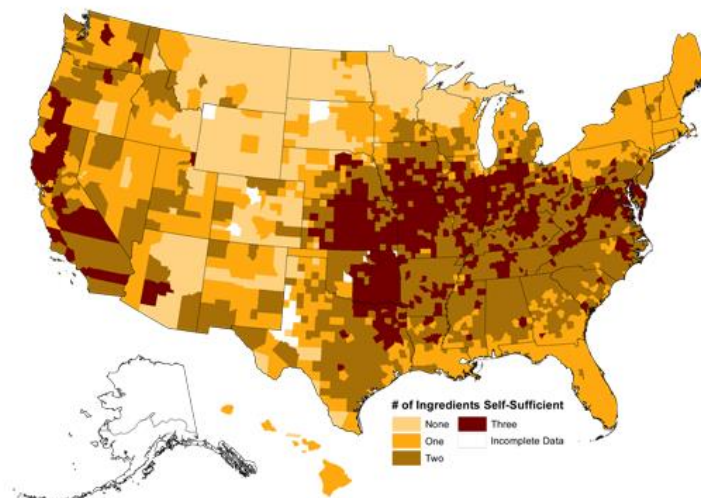 # of Ingredients Self-Sufficient
None
Three
One
Incomplete Data
Two